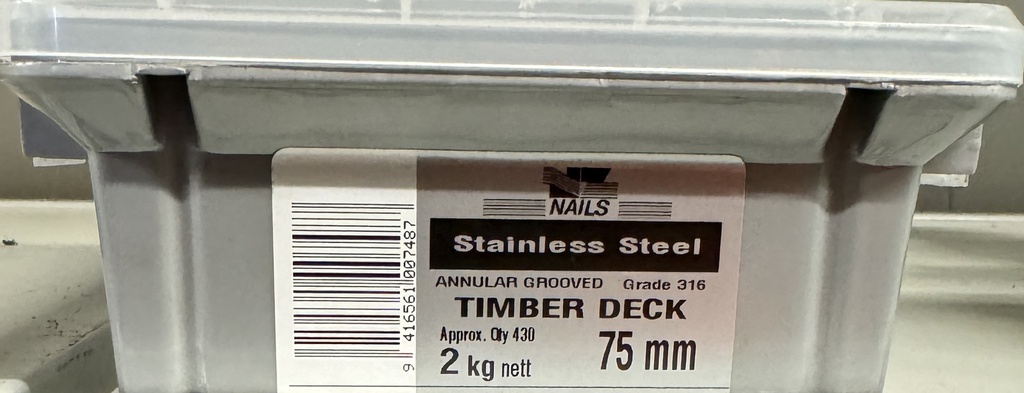 NAILS
Stainless Steel
ANNULAR GROOVED Grade 316
TIMBER DECK
Approx. Qty 430
2 kg nett
75 mm
9 416561 007487